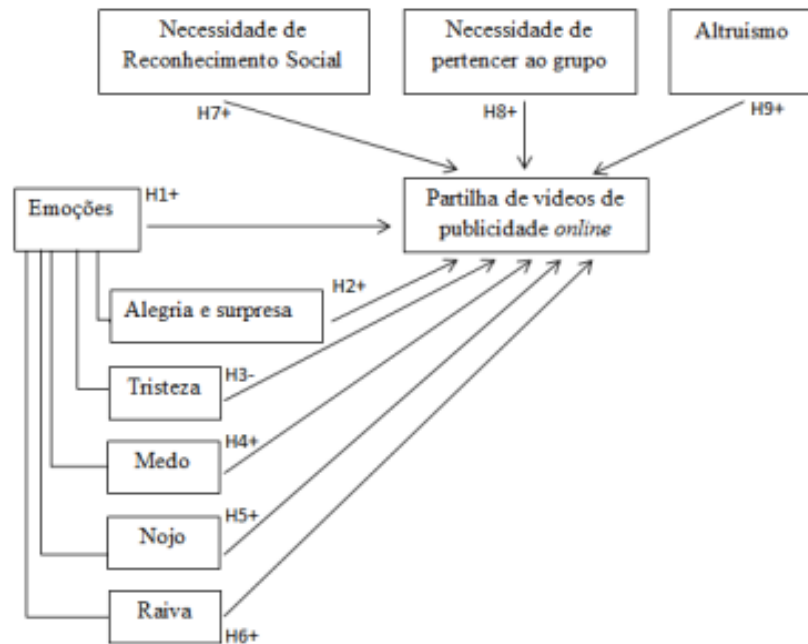 Necessidade de
Reconhecimento Social
Necessidade de
pertencer ao grupo
Altruísmo
H7+
H8+
H9+
Emoções
H1+
Partilha de vídeos de
publicidade online
Alegria e surpresa
H2+
Tristeza
H3-
Medo
H4+
Nojo
H5+
Raiva
H6+